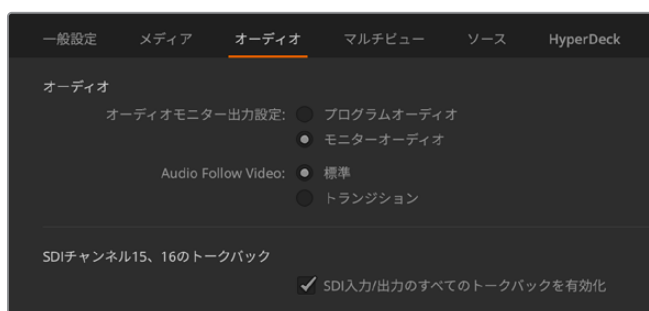 一般設定 メディア オーディオ マルチビュー ソース HyperDeck
オーディオ
オーディオモニター出力設定: プログラムオーディオ
モニターオーディオ
Audio Follow Video: 標準
トランジション
SDIチャンネル15、16のトークバック
SDI入力/出力のすべてのトークバックを有効化